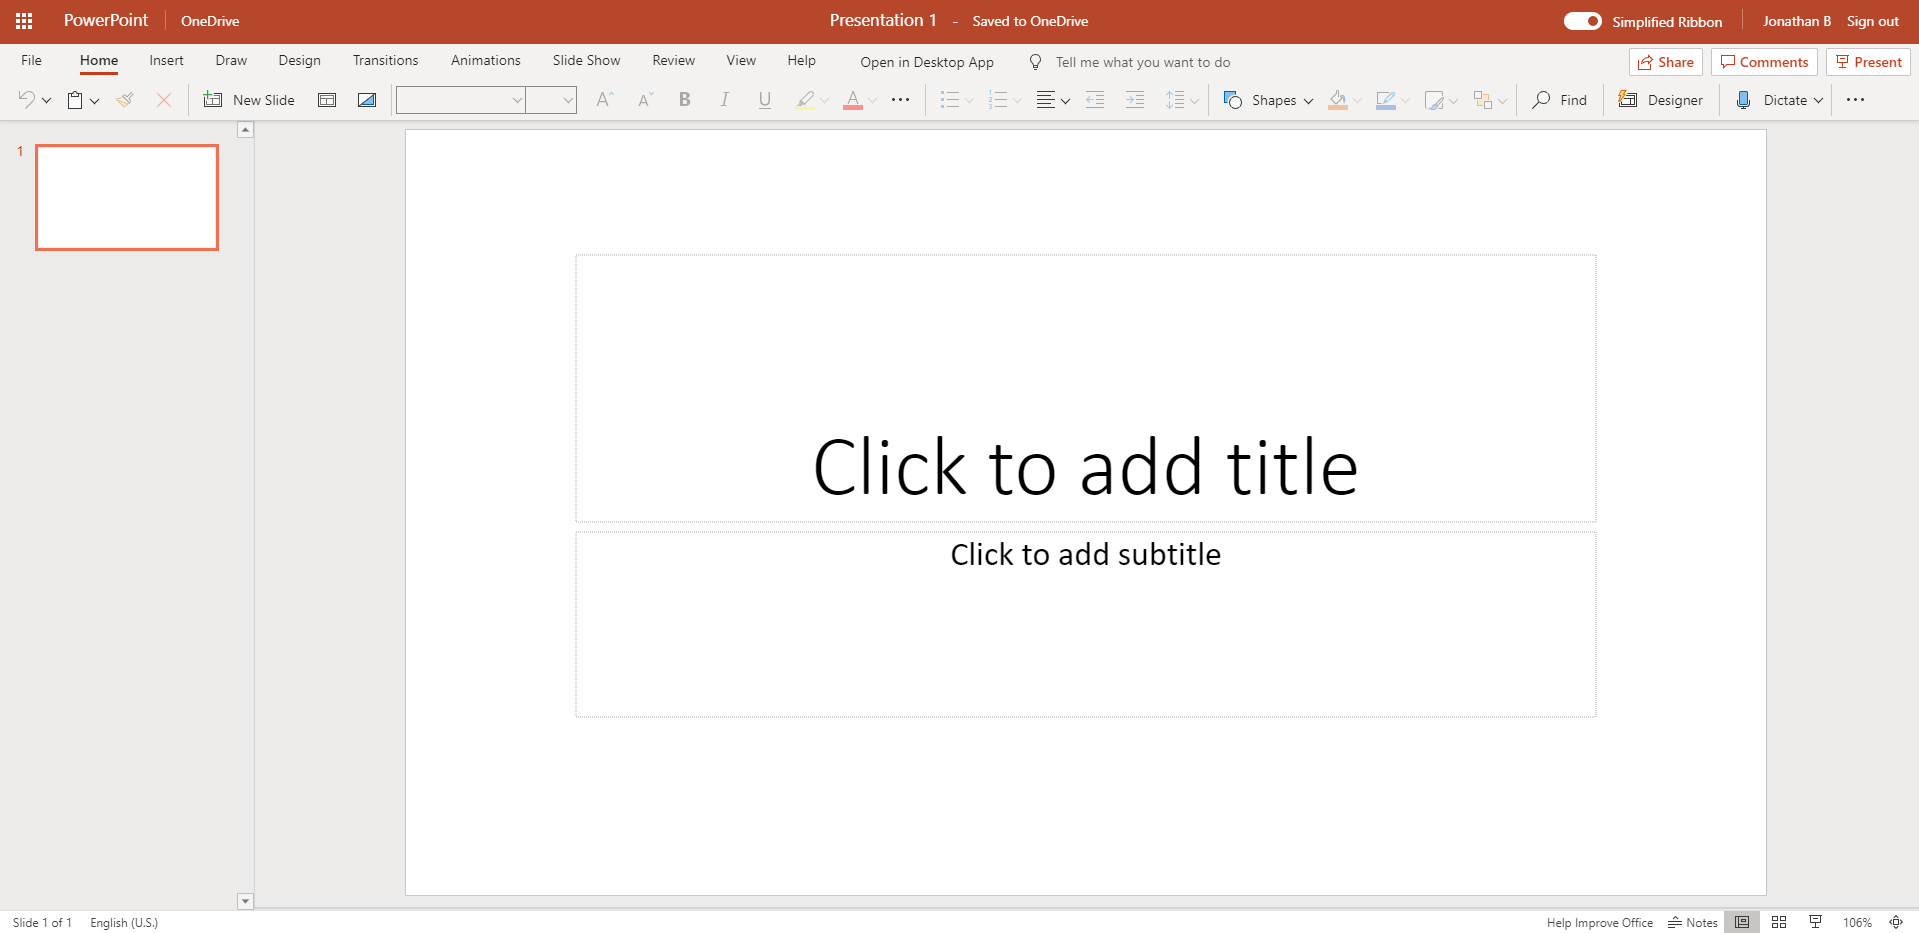 PowerPoint OneDrive Presentation 1 - Saved to OneDrive Simplified Ribbon Jonathan B Sign out
File Home Insert Draw Design Transitions Animations Slide Show Review View Help Open in Desktop App Tell me what you want to do Share Comments Present
New Slide A A B I U A Shapes Find Designer Dictate
1
Click to add title
Click to add subtitle
Slide 1 of 1 English (U.S.) Help Improve Office Notes 106%